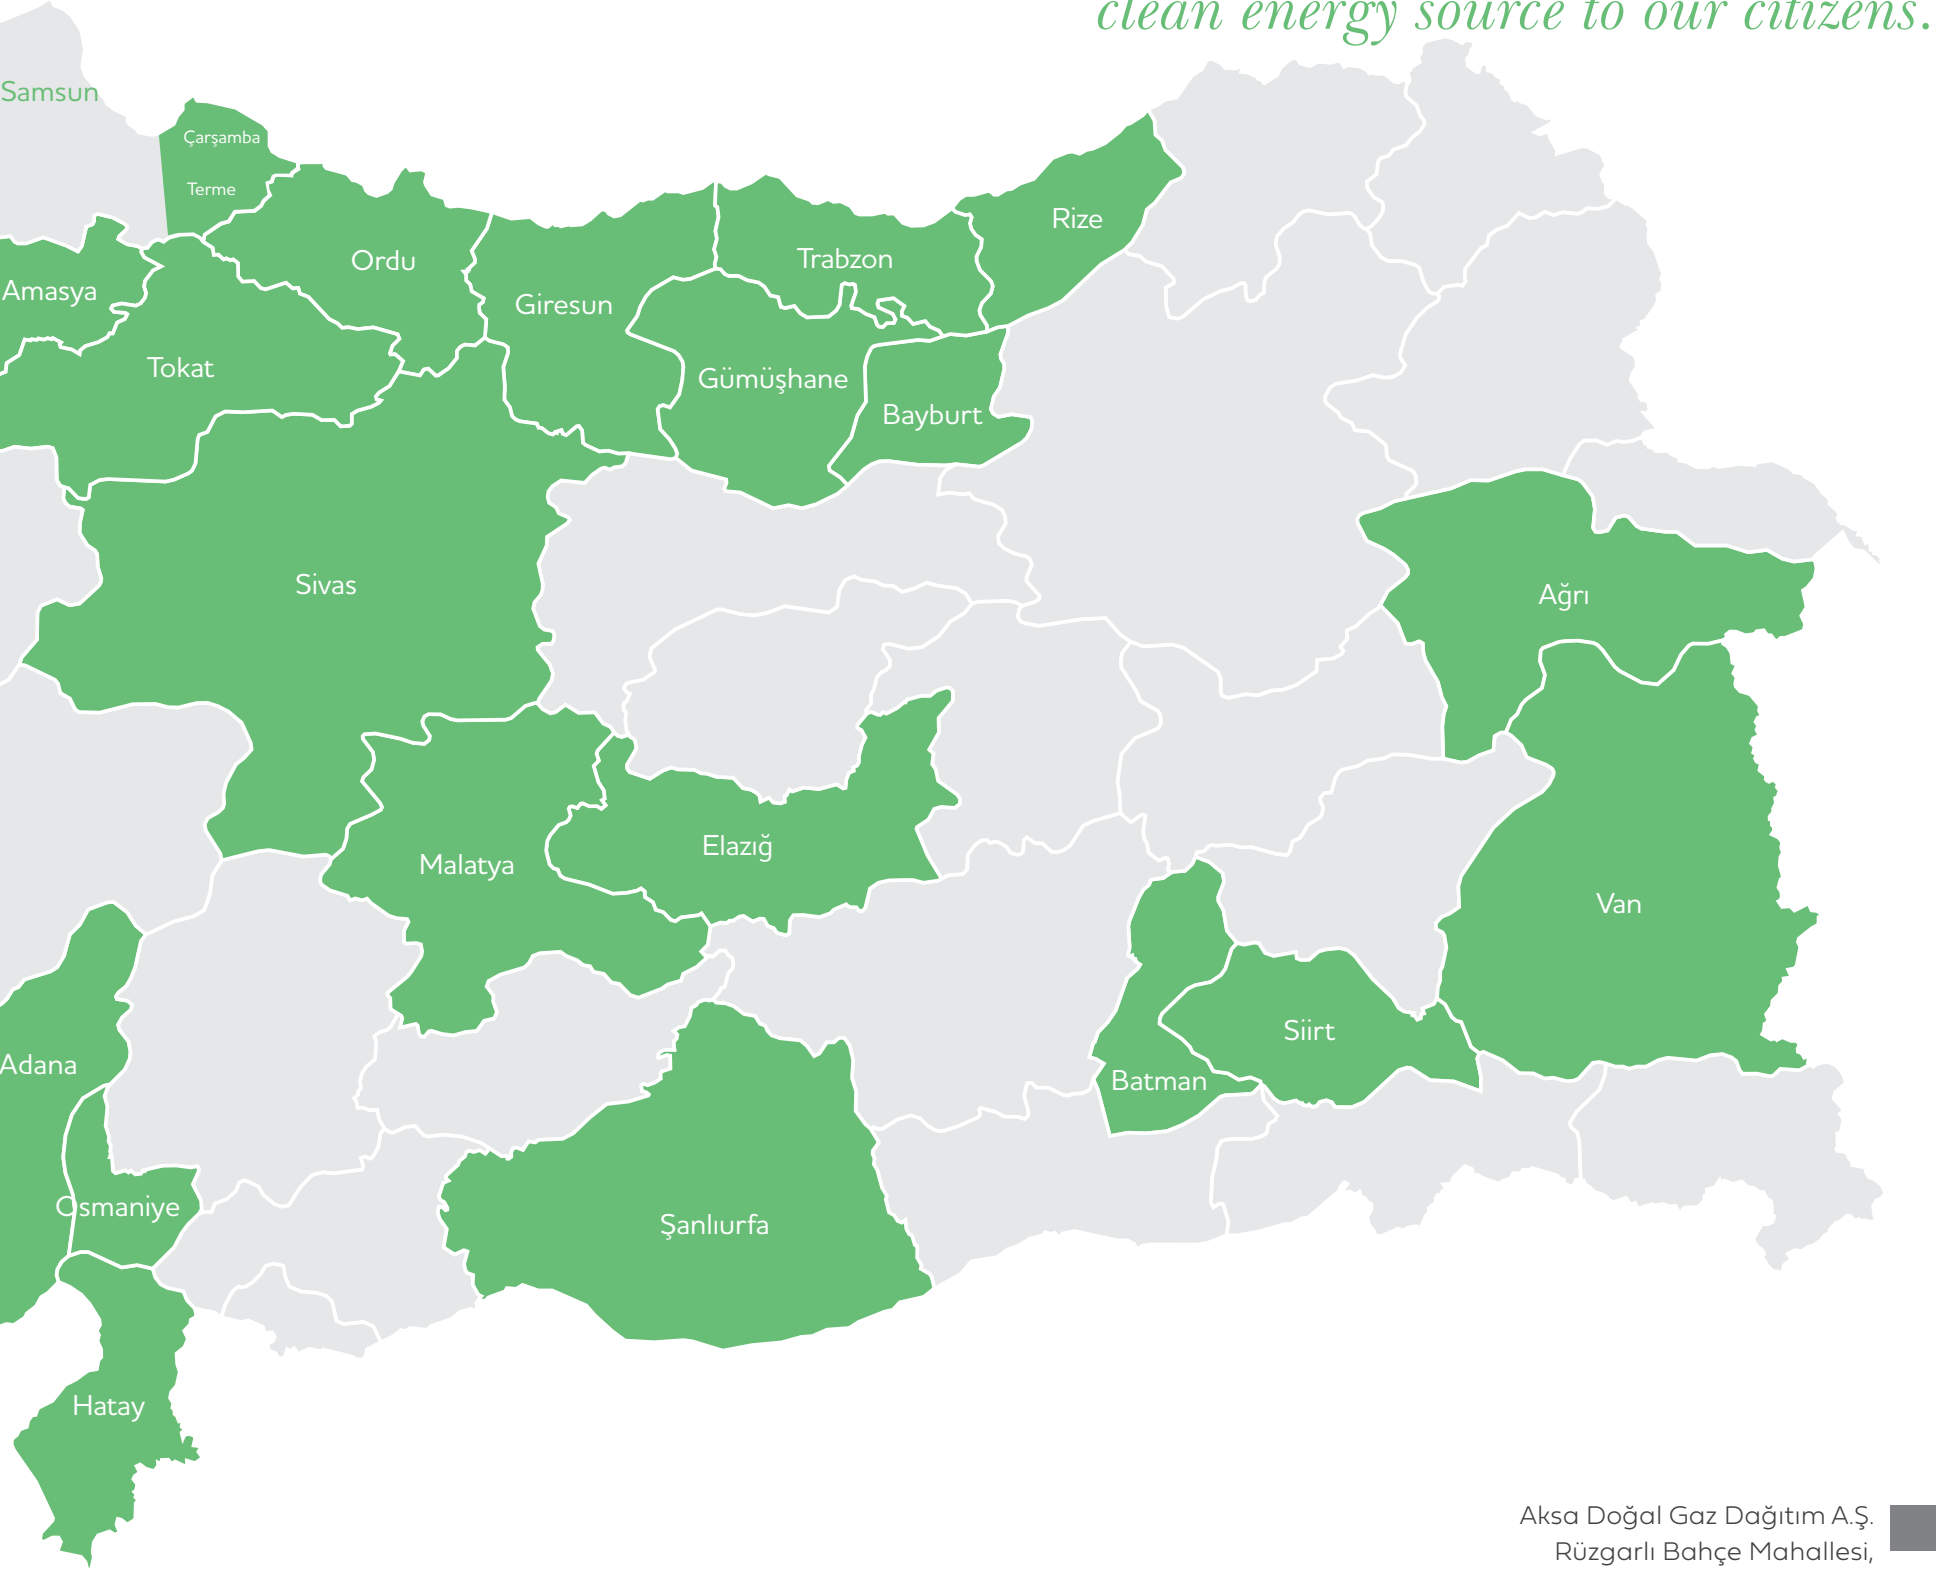 clean energy source to our citizens.
Samsun
Çarşamba
Terme
Rize
Ordu
Trabzon
Amasya
Giresun
Tokat
Gümüşhane
Bayburt
Sivas
Ağrı
Elazığ
Malatya
Van
Siirt
Adana
Batman
Osmaniye
Şanlıurfa
Hatay
Aksa Doğal Gaz Dağıtım A.Ş.
Rüzgarlı Bahçe Mahallesi,